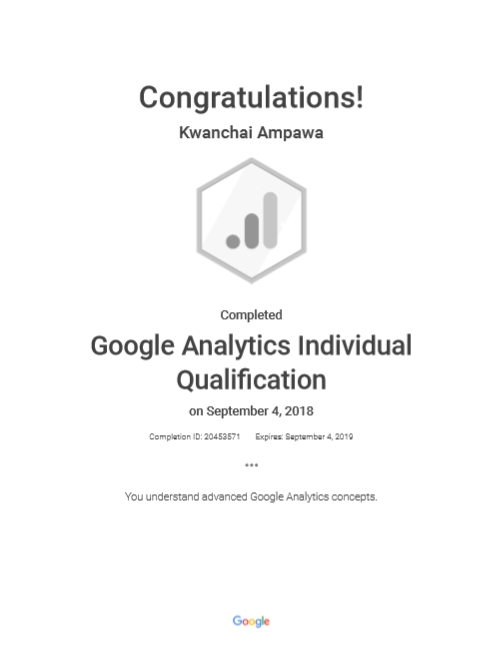 Congratulations!
Kwanchai Ampawa
Completed
Google Analytics Individual
Qualification
on September 4, 2018
Completion ID: 20453571 Expires: September 4, 2019
•••
You understand advanced Google Analytics concepts.
Google